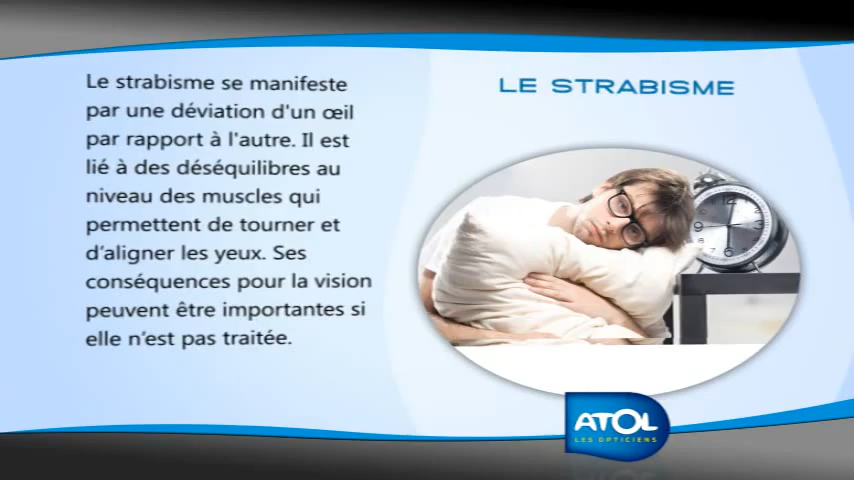 Le strabisme se manifeste
par une déviation d'un œil
par rapport à l'autre. Il est
lié à des déséquilibres au
niveau des muscles qui
permettent de tourner et
d’aligner les yeux. Ses
conséquences pour la vision
peuvent être importantes si
elle n’est pas traitée.
LE STRABISME
ATOL
LES OPTICIENS